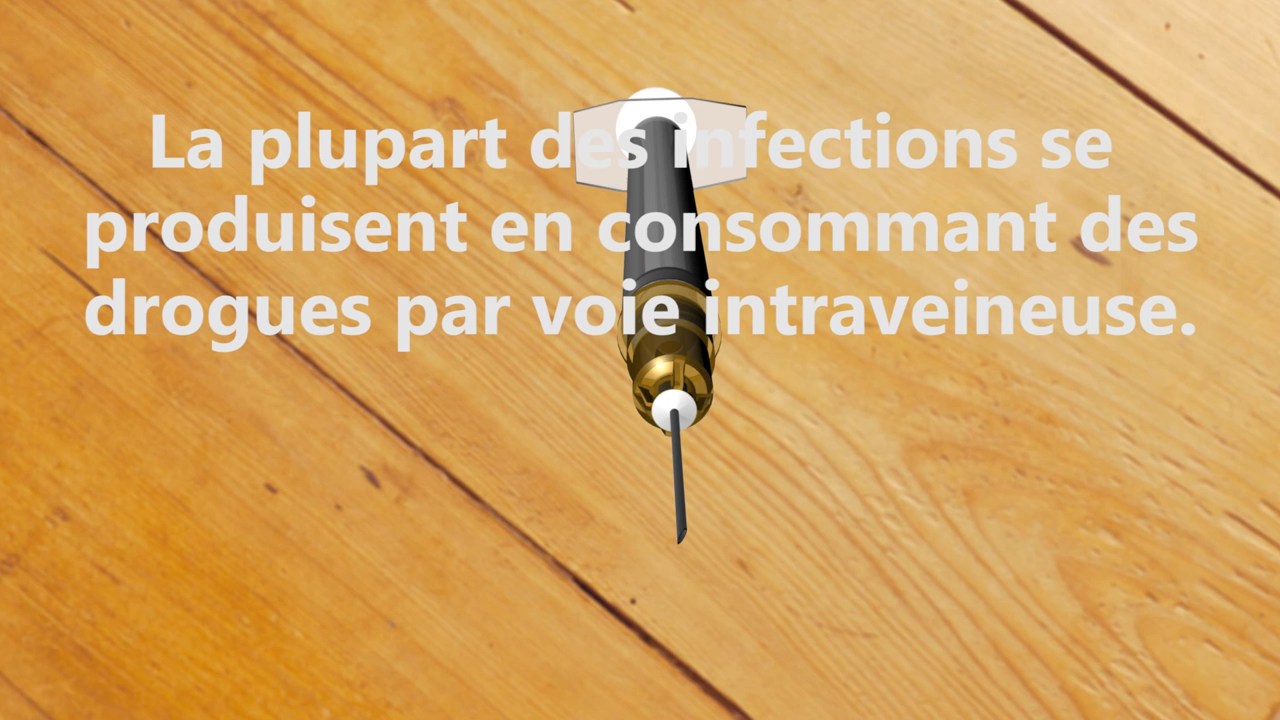 La plupart des infections se
produisent en consommant des
drogues par voie intraveineuse.